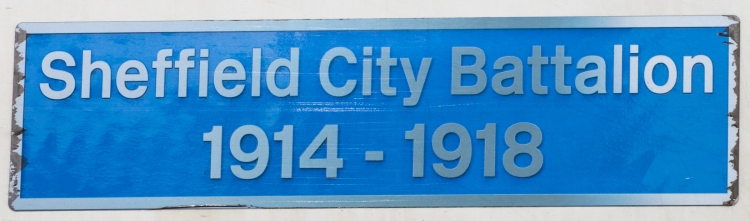 Sheffield City Battalion
1914 - 1918